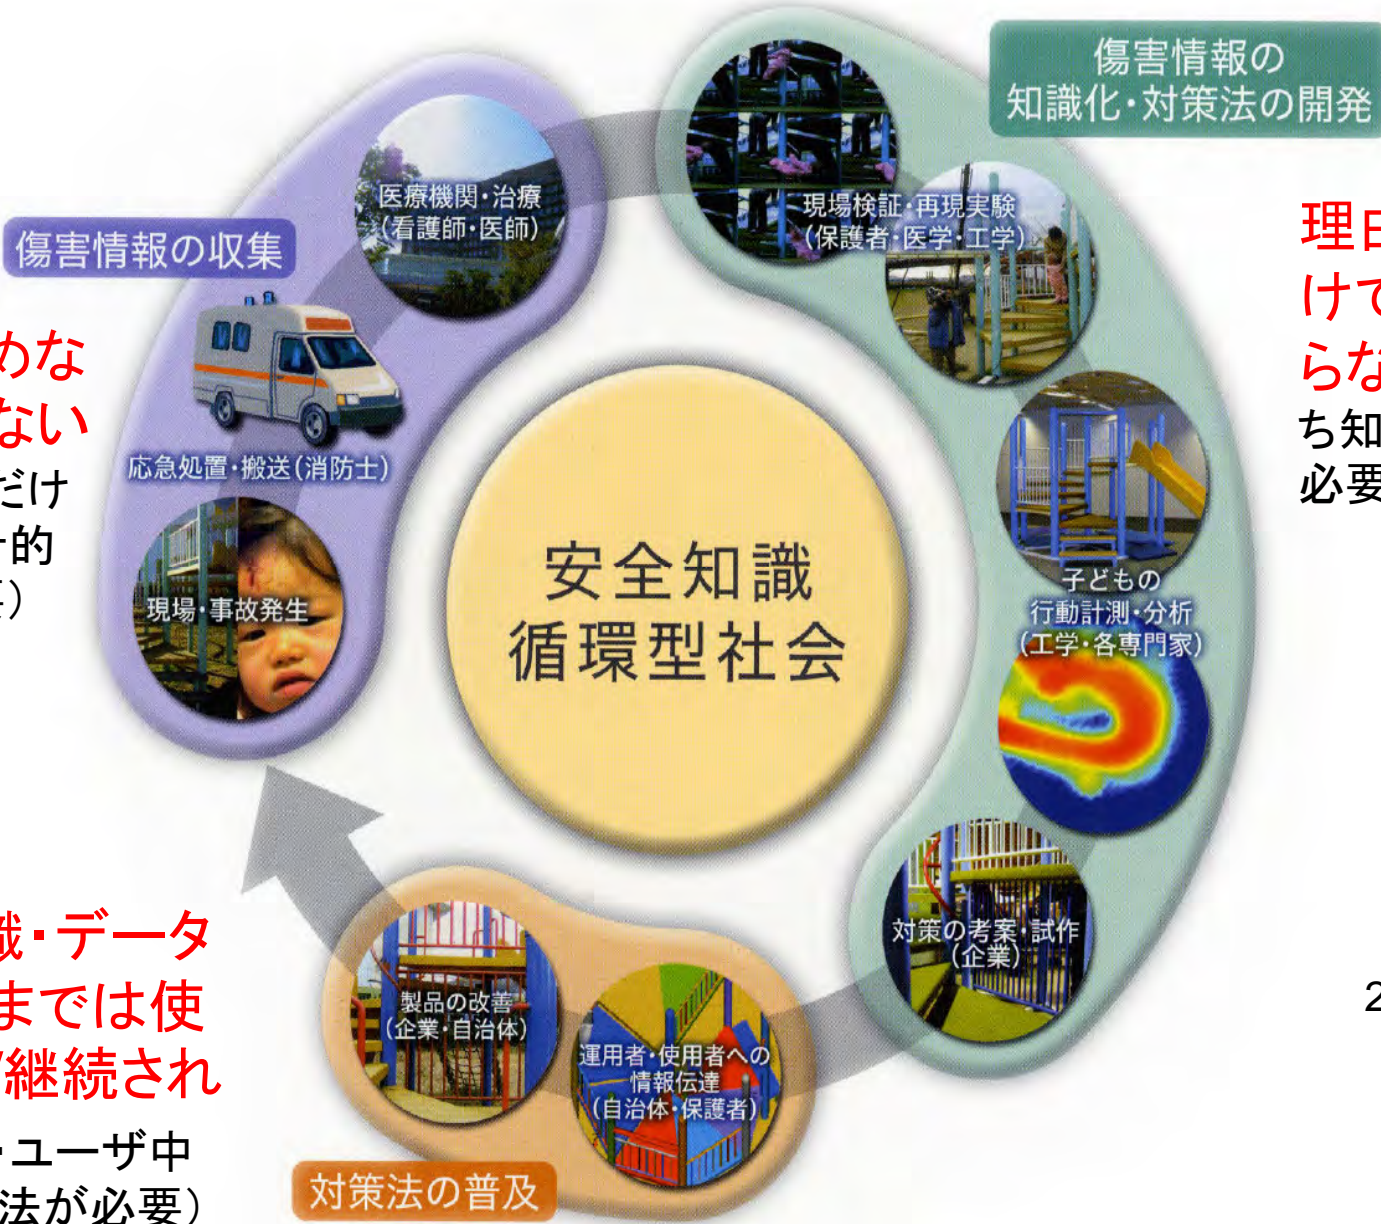 傷害情報の
知識化・対策法の開発
医療機関・治療
(看護師・医師)
現場検証・再現実験
(保護者・医学・工学)
傷害情報の収集
応急処置・搬送(消防士)
現場・事故発生
めな
ない
だけ
的
)
理由
けて
らな
ち知
必要
安全知識
循環型社会
子どもの
行動計測・分析
(工学・各専門家)
対策の考案・試作
(企業)
製品の改善
(企業・自治体)
運用者・使用者への
情報伝達
(自治体・保護者)
対策法の普及
識・データ
までは使
継続され
・ユーザ中
法が必要)
2